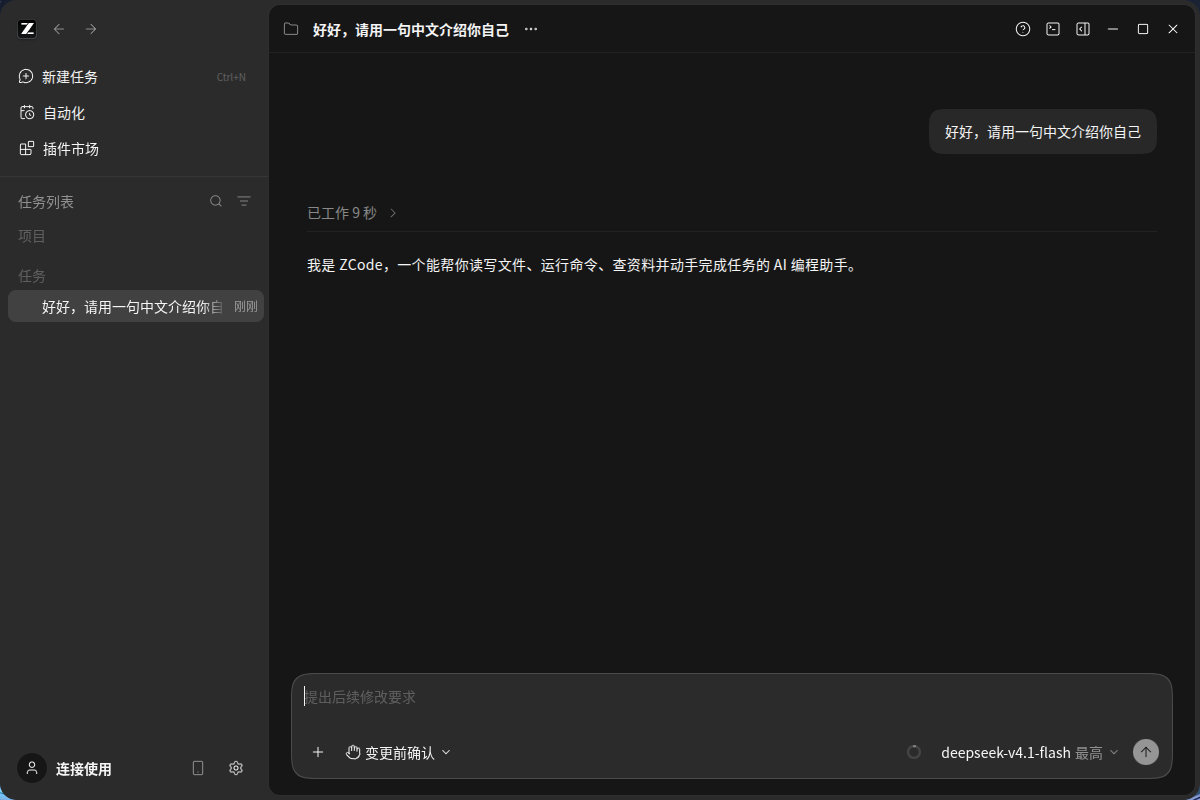 好好，请用一句中文介绍你自己
新建任务 Ctrl+N
自动化
插件市场
任务列表
项目
任务
好好，请用一句中文介绍你自 刚刚
连接使用
好好，请用一句中文介绍你自己
已工作 9 秒
我是 ZCode，一个能帮你读写文件、运行命令、查资料并动手完成任务的 AI 编程助手。
提出后续修改要求
变更前确认
deepseek-v4.1-flash 最高